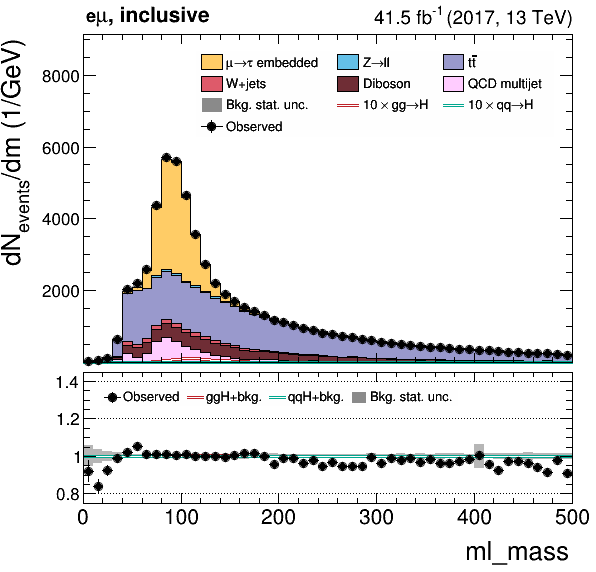 eμ, inclusive 41.5 fb⁻¹ (2017, 13 TeV)
dN_events/dm (1/GeV)
8000
6000
4000
2000
μ→τ embedded Z→ll tt̄
W+jets Diboson QCD multijet
Bkg. stat. unc. 10 × gg→H 10 × qq→H
Observed
1.4
1.2
1
0.8
Observed ggH+bkg. qqH+bkg. Bkg. stat. unc.
0 100 200 300 400 500
ml_mass